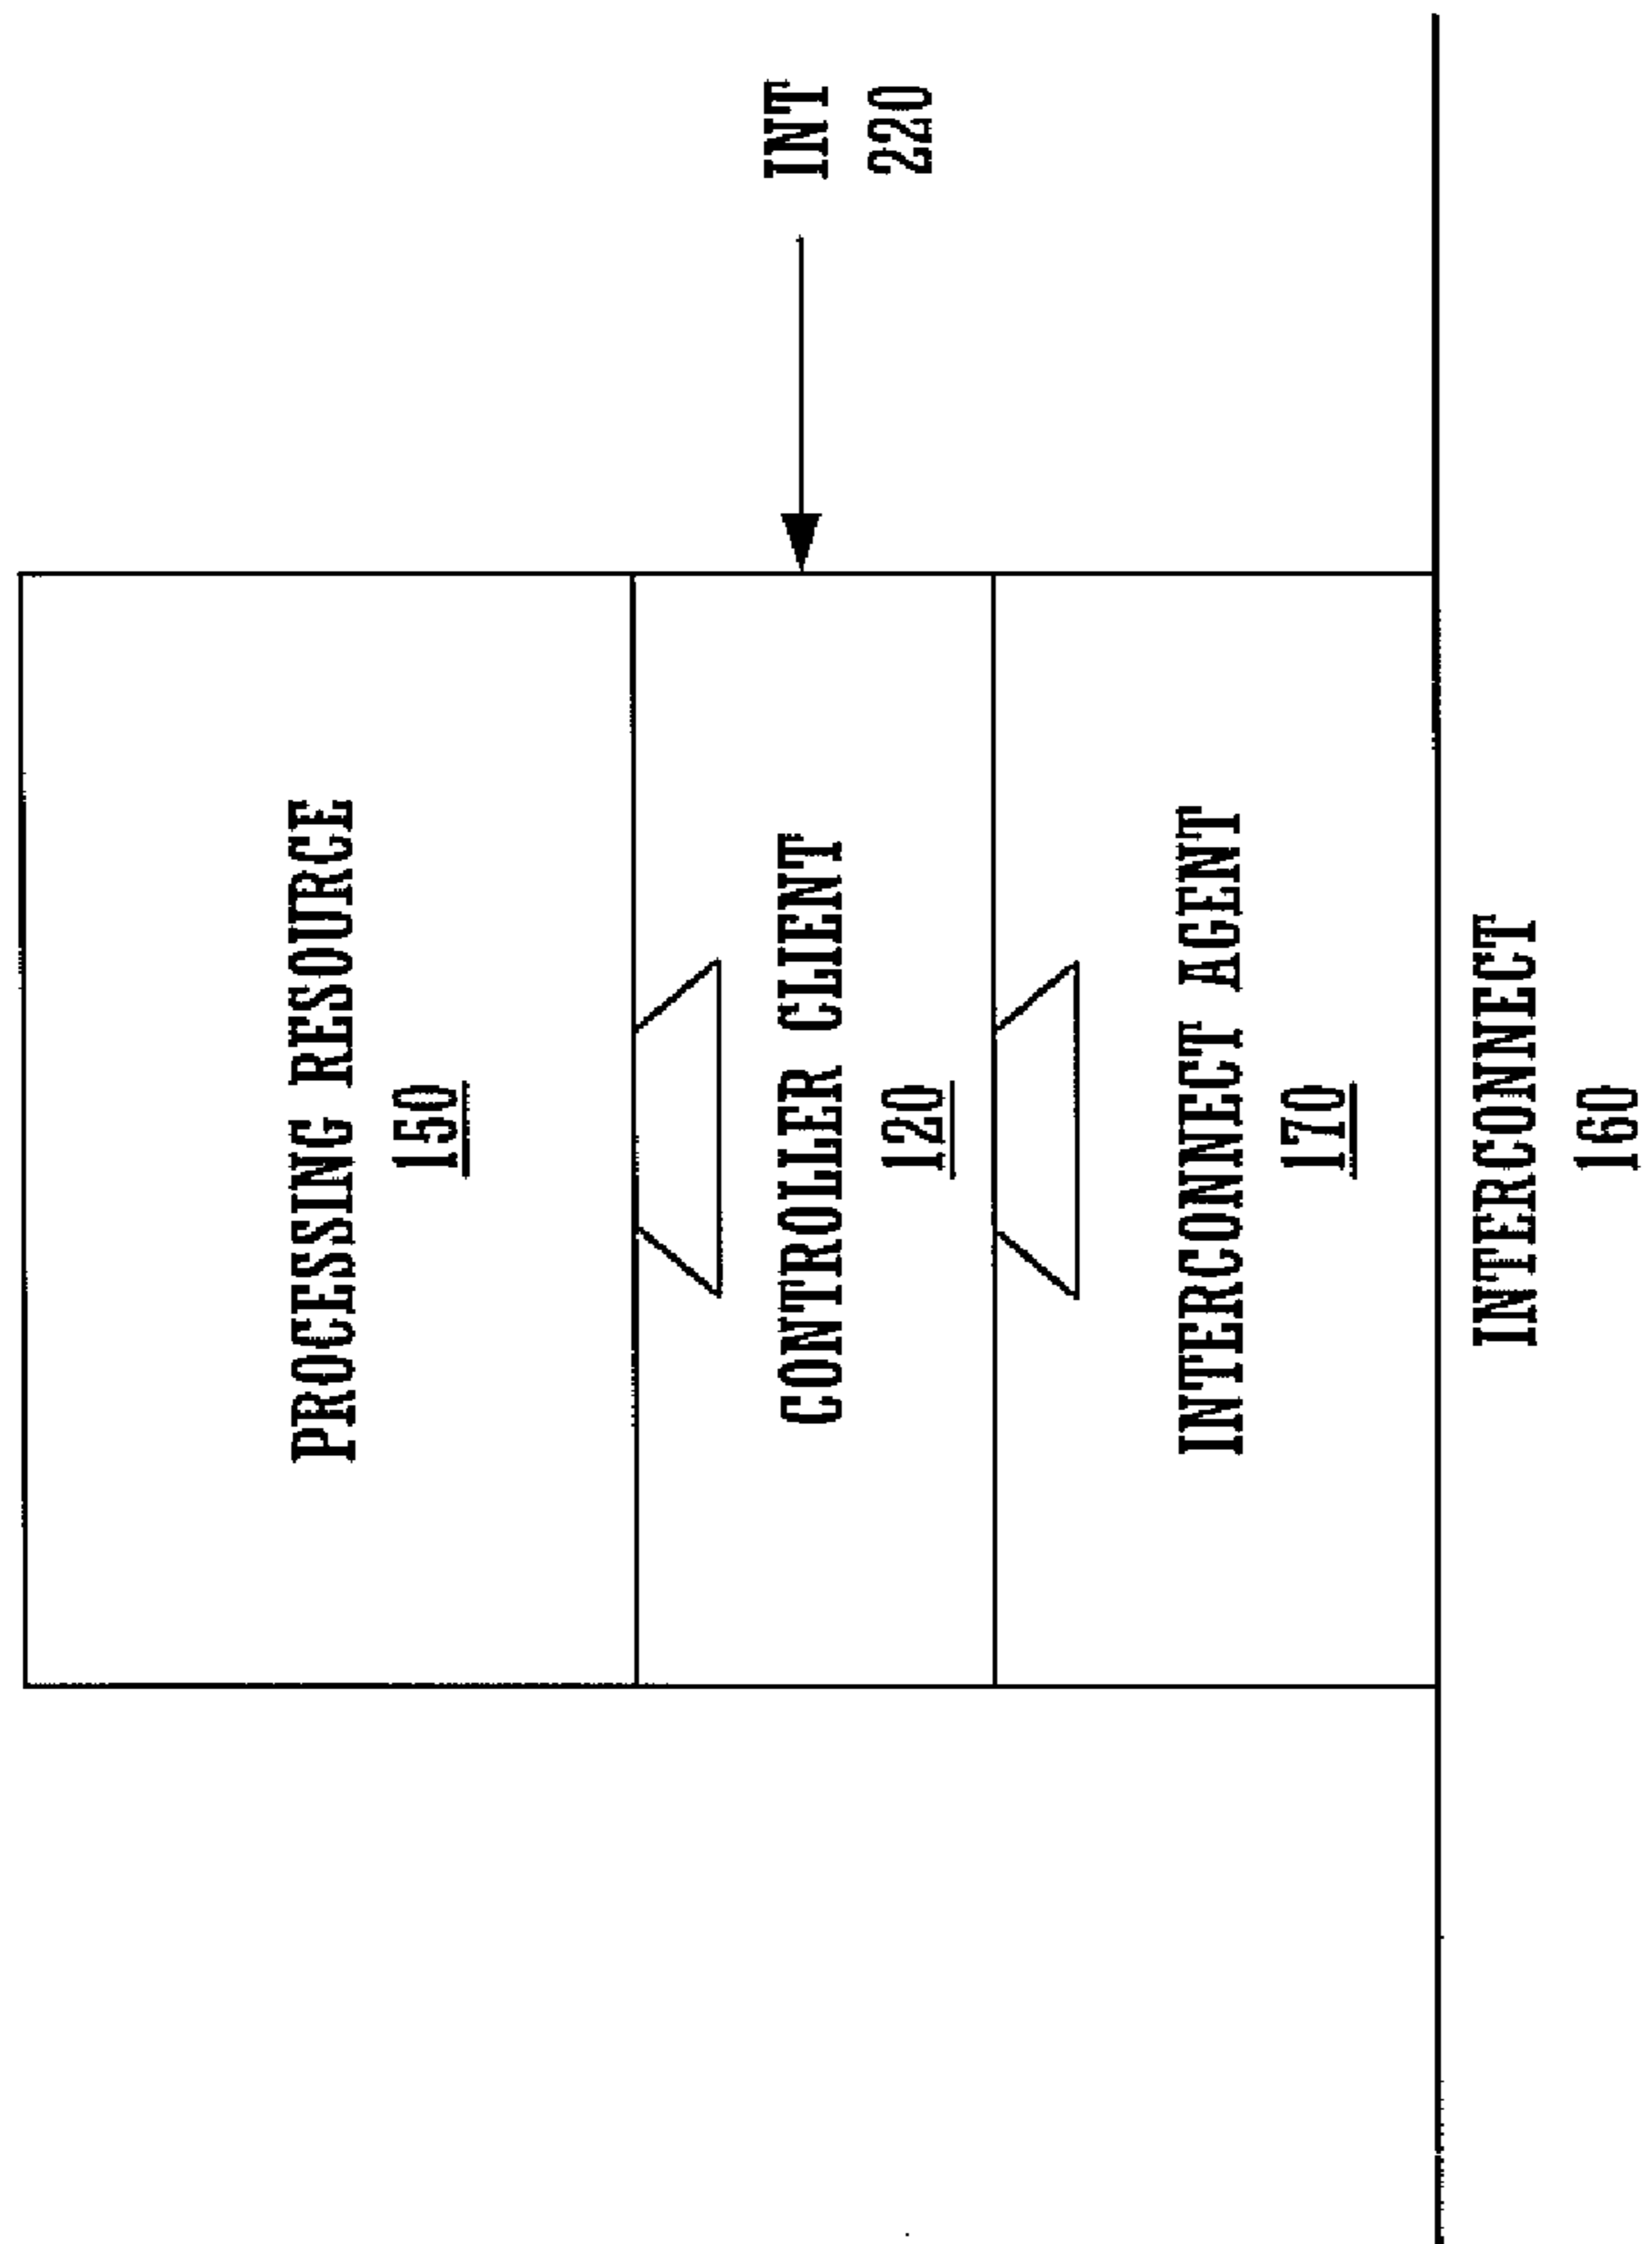 PROCESSING RESOURCE
150
CONTROLLER CLIENT
120
INT
220
INTERCONNECT AGENT
170
INTERCONNECT
160